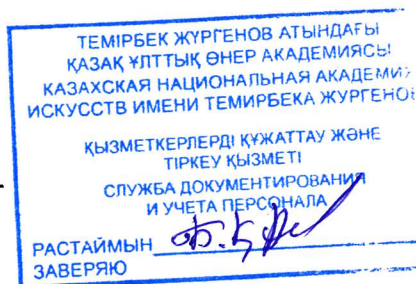 ТЕМІРБЕК ЖҮРГЕНОВ АТЫНДАҒЫ
ҚАЗАҚ ҰЛТТЫҚ ӨНЕР АКАДЕМИЯСЫ
КАЗАХСКАЯ НАЦИОНАЛЬНАЯ АКАДЕМИЯ
ИСКУССТВ ИМЕНИ ТЕМИРБЕКА ЖУРГЕНО
ҚЫЗМЕТКЕРЛЕРДІ ҚҰЖАТТАУ ЖӘНЕ
ТІРКЕУ ҚЫЗМЕТІ
СЛУЖБА ДОКУМЕНТИРОВАНИЯ
И УЧЕТА ПЕРСОНАЛА
РАСТАЙМЫН
ЗАВЕРЯЮ